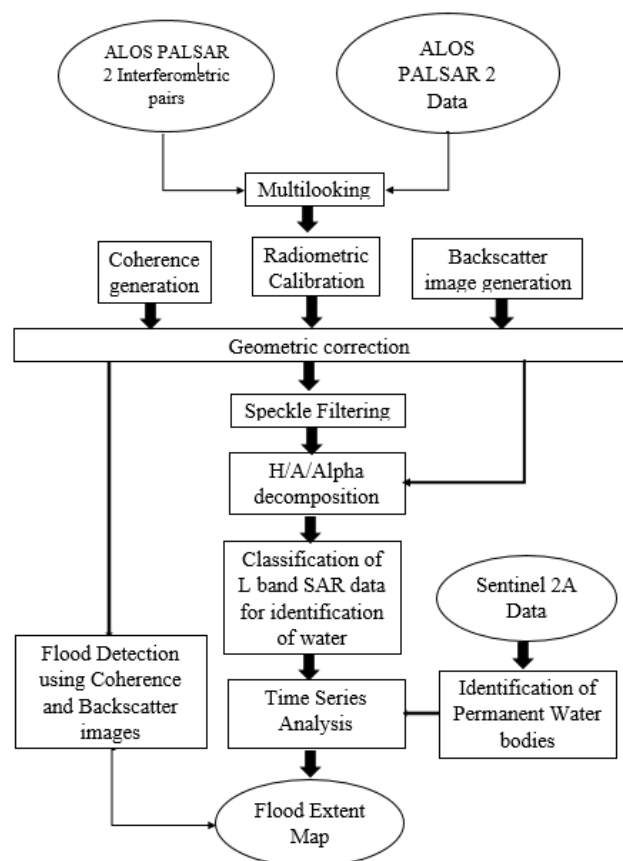 ALOS PALSAR
2 Interferometric
pairs
ALOS
PALSAR 2
Data
Multilooking
Coherence
generation
Radiometric
Calibration
Backscatter
image generation
Geometric correction
Speckle Filtering
H/A/Alpha
decomposition
Classification of
L band SAR data
for identification
of water
Sentinel 2A
Data
Flood Detection
using Coherence
and Backscatter
images
Time Series
Analysis
Identification of
Permanent Water
bodies
Flood Extent
Map